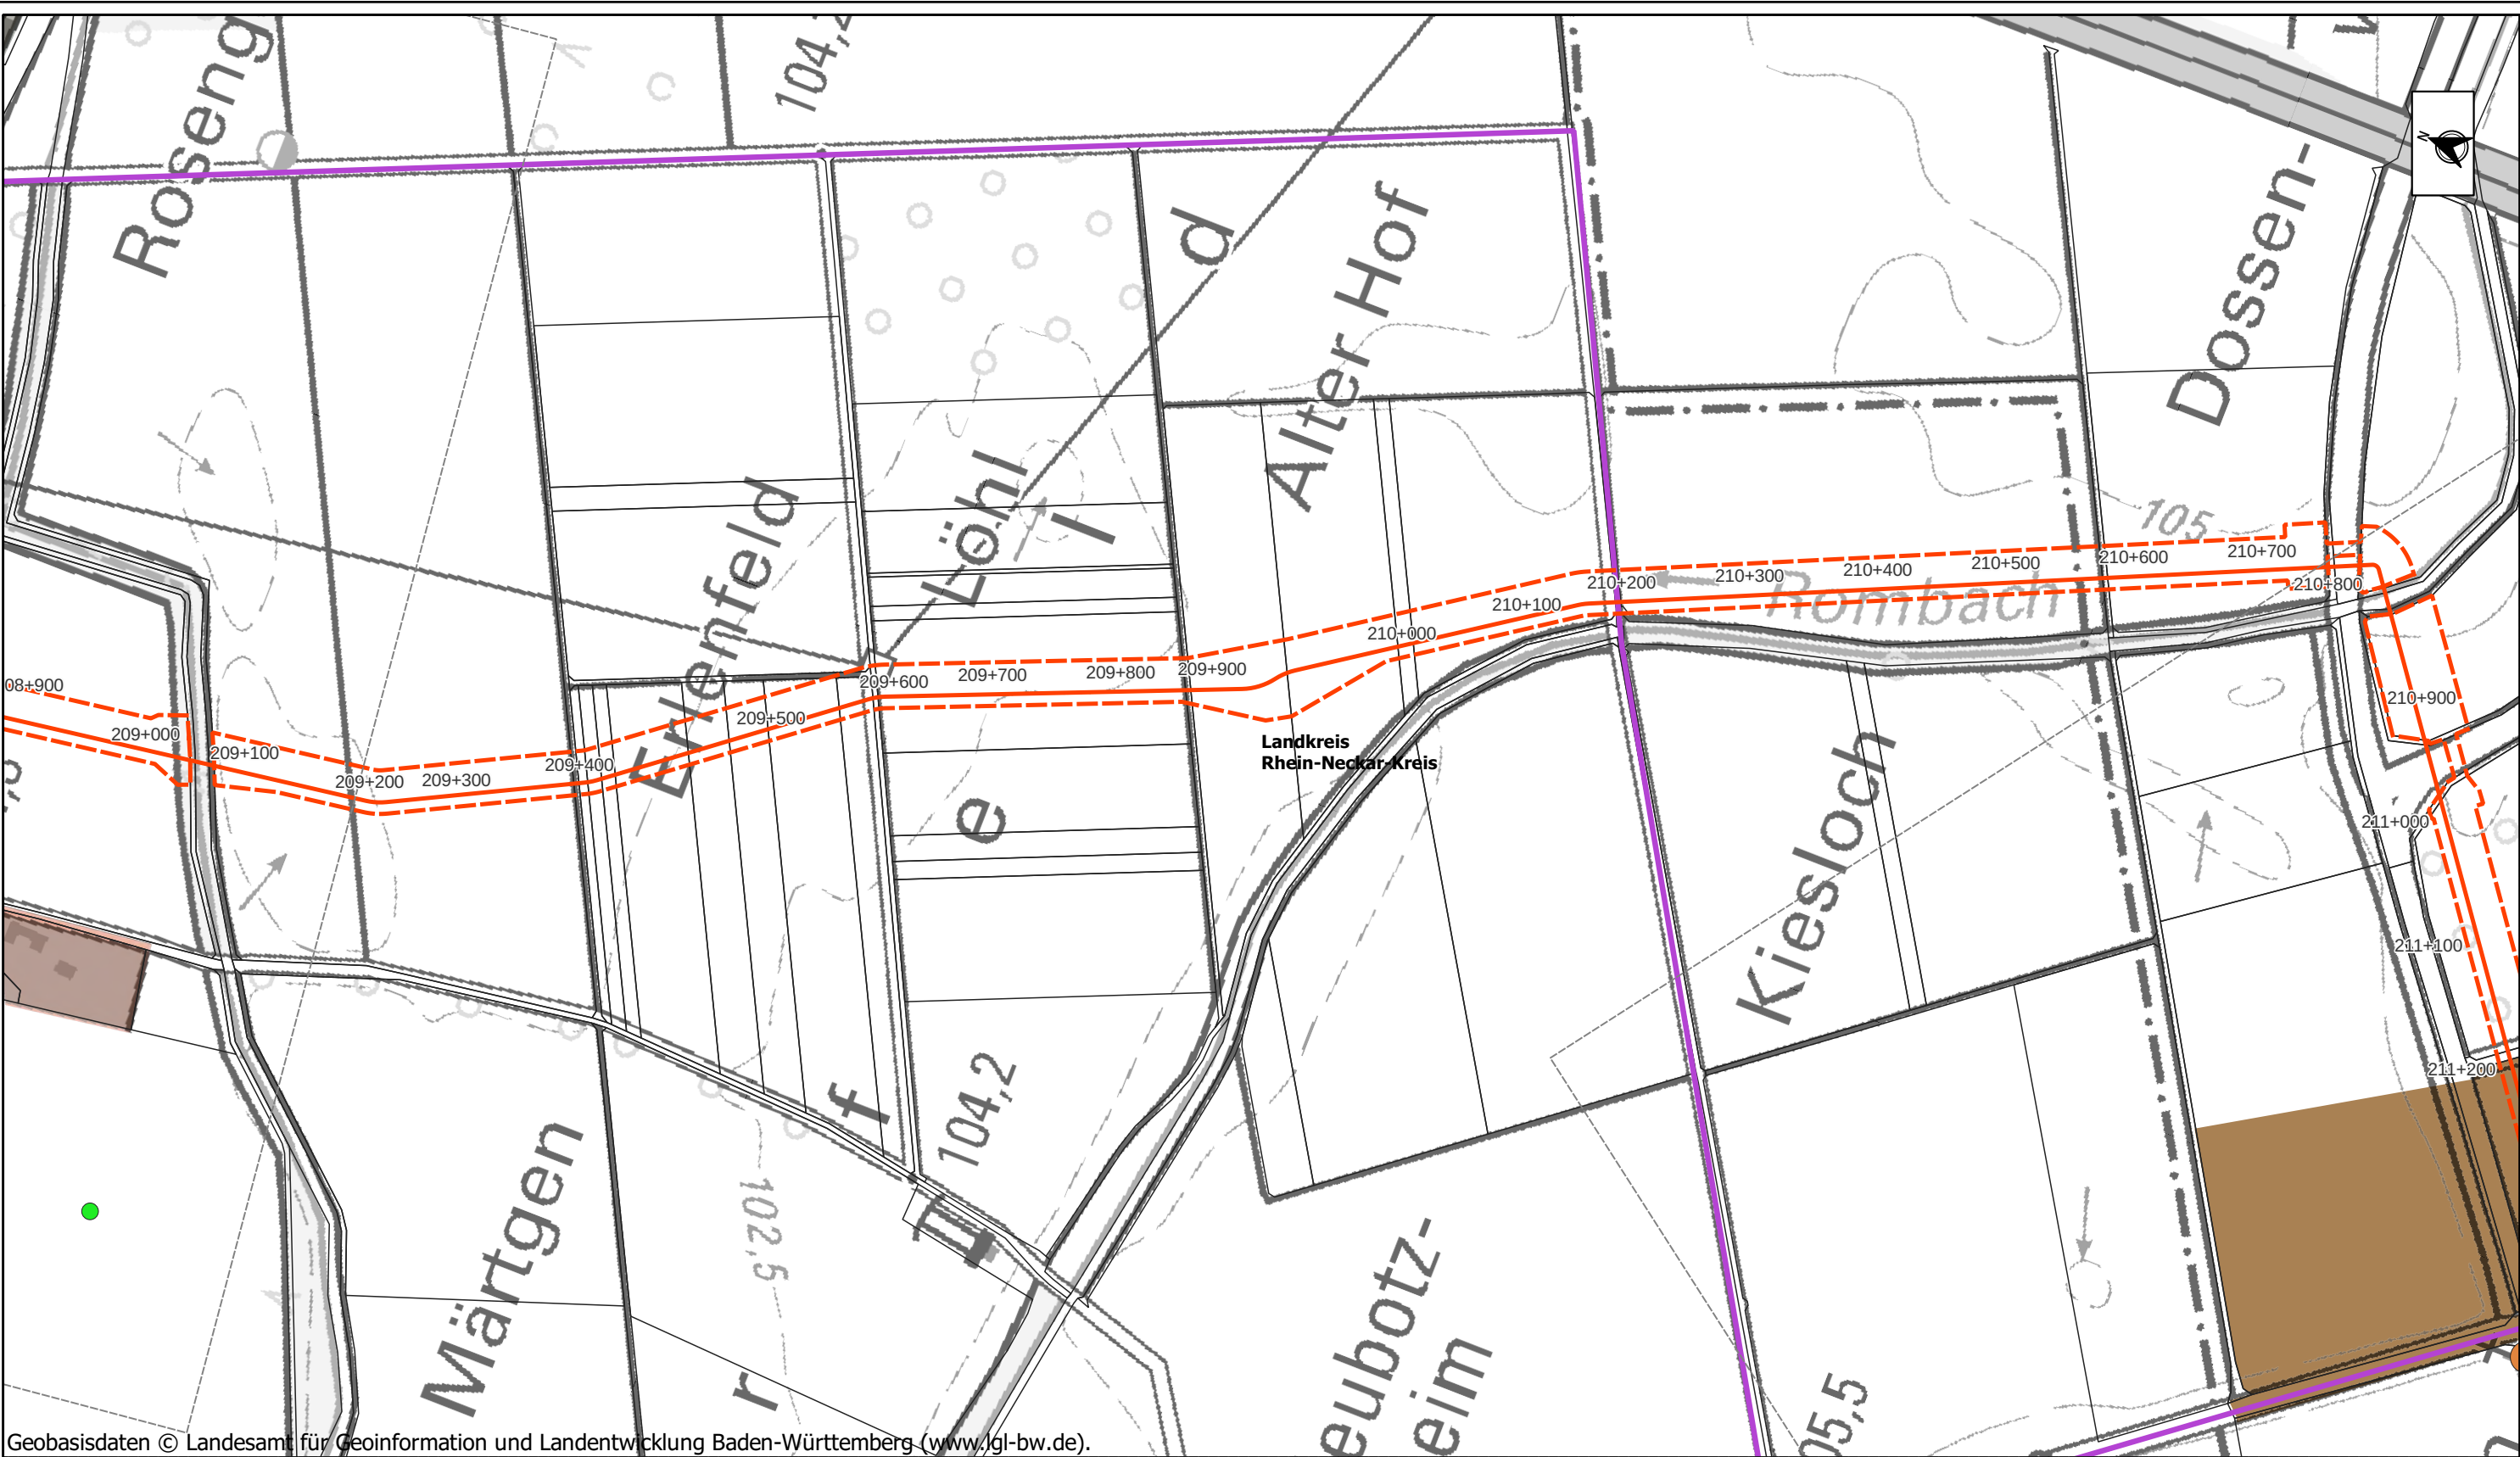 Roseng
104,2
N
Dossen-
d
Alter Hof
Löhl
l
Erlenfeld
105
Rombach
08+900
209+000
209+100
209+200
209+300
209+400
209+500
209+600
209+700
209+800
209+900
210+000
210+100
210+200
210+300
210+400
210+500
210+600
210+700
210+800
210+900
211+000
211+100
211+200
Landkreis
Rhein-Neckar-Kreis
e
Kiesloch
f
104,2
102,5
Märtgen
r
eubotz-
eim
05,5
Geobasisdaten © Landesamt für Geoinformation und Landentwicklung Baden-Württemberg (www.lgl-bw.de).